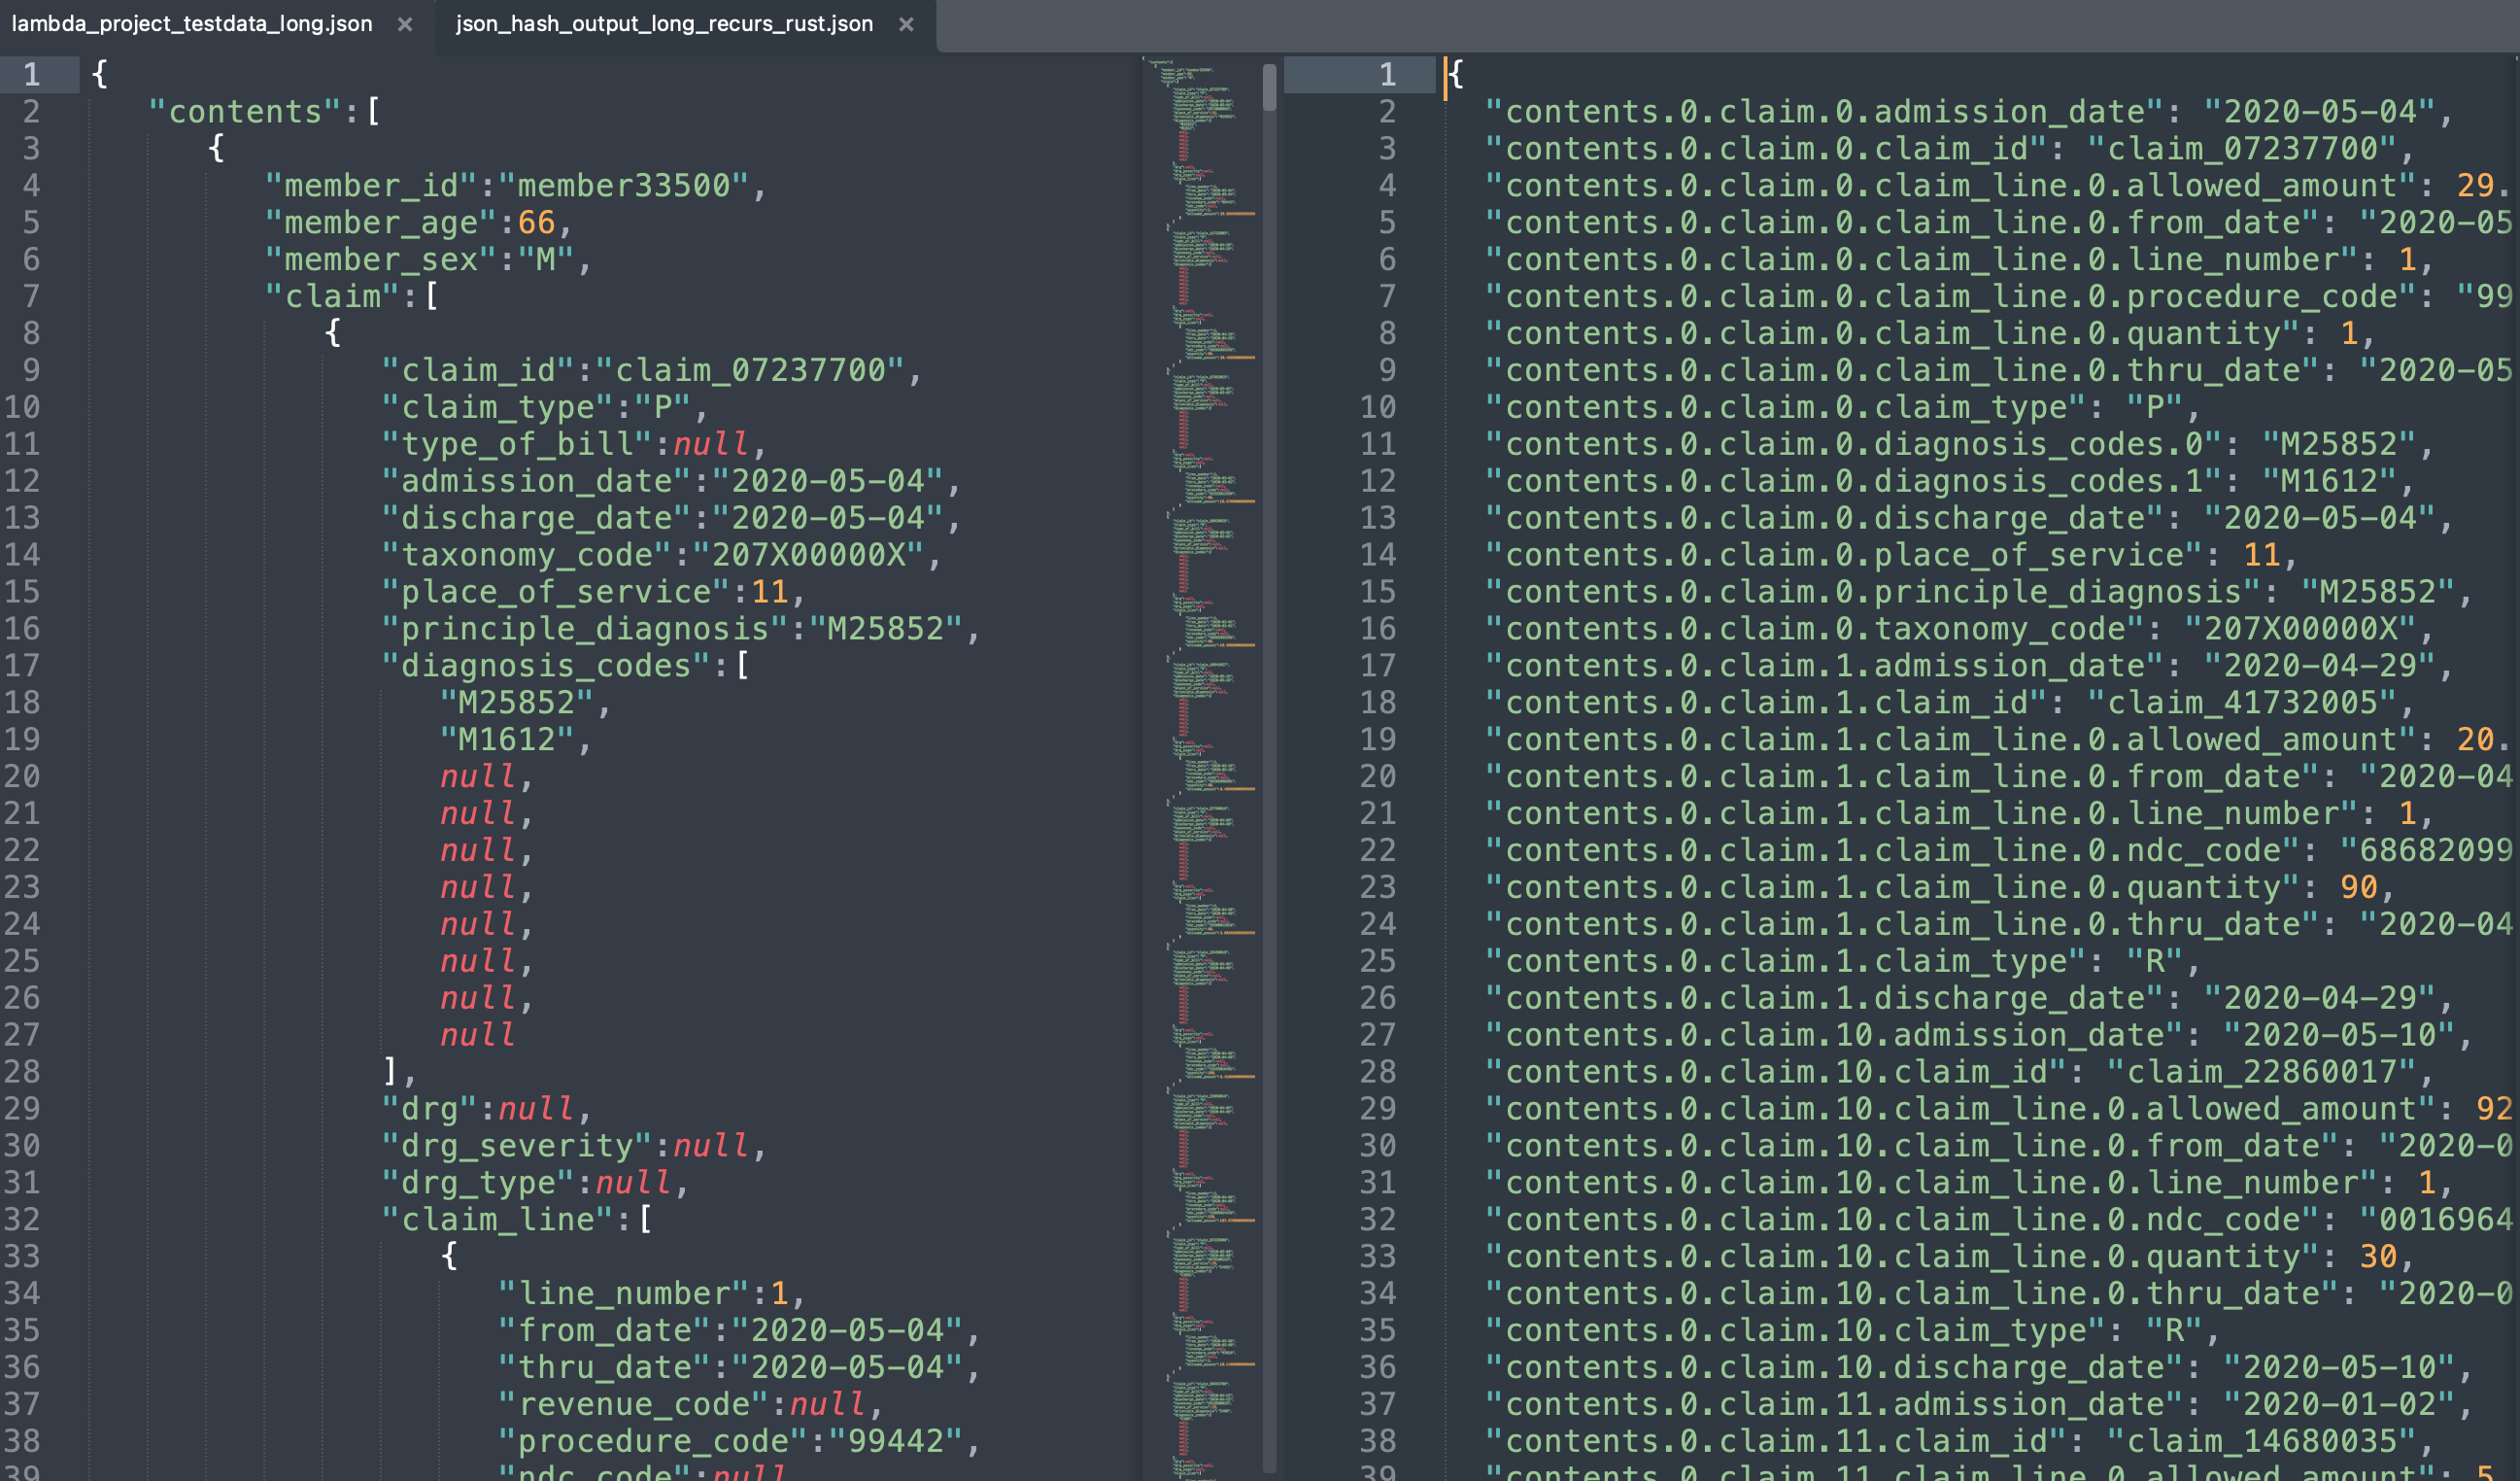 lambda_project_testdata_long.json ×
json_hash_output_long_recurs_rust.json ×
1 {
2 "contents":[
3 {
4 "member_id":"member33500",
5 "member_age":66,
6 "member_sex":"M",
7 "claim":[
8 {
9 "claim_id":"claim_07237700",
10 "claim_type":"P",
11 "type_of_bill":null,
12 "admission_date":"2020-05-04",
13 "discharge_date":"2020-05-04",
14 "taxonomy_code":"207X00000X",
15 "place_of_service":11,
16 "principle_diagnosis":"M25852",
17 "diagnosis_codes":[
18 "M25852",
19 "M1612",
20 null,
21 null,
22 null,
23 null,
24 null,
25 null,
26 null,
27 null
28 ],
29 "drg":null,
30 "drg_severity":null,
31 "drg_type":null,
32 "claim_line":[
33 {
34 "line_number":1,
35 "from_date":"2020-05-04",
36 "thru_date":"2020-05-04",
37 "revenue_code":null,
38 "procedure_code":"99442",
39 "ndc_code":null
1 {
2 "contents.0.claim.0.admission_date": "2020-05-04",
3 "contents.0.claim.0.claim_id": "claim_07237700",
4 "contents.0.claim.0.claim_line.0.allowed_amount": 29.
5 "contents.0.claim.0.claim_line.0.from_date": "2020-05
6 "contents.0.claim.0.claim_line.0.line_number": 1,
7 "contents.0.claim.0.claim_line.0.procedure_code": "99
8 "contents.0.claim.0.claim_line.0.quantity": 1,
9 "contents.0.claim.0.claim_line.0.thru_date": "2020-05
10 "contents.0.claim.0.claim_type": "P",
11 "contents.0.claim.0.diagnosis_codes.0": "M25852",
12 "contents.0.claim.0.diagnosis_codes.1": "M1612",
13 "contents.0.claim.0.discharge_date": "2020-05-04",
14 "contents.0.claim.0.place_of_service": 11,
15 "contents.0.claim.0.principle_diagnosis": "M25852",
16 "contents.0.claim.0.taxonomy_code": "207X00000X",
17 "contents.0.claim.1.admission_date": "2020-04-29",
18 "contents.0.claim.1.claim_id": "claim_41732005",
19 "contents.0.claim.1.claim_line.0.allowed_amount": 20.
20 "contents.0.claim.1.claim_line.0.from_date": "2020-04
21 "contents.0.claim.1.claim_line.0.line_number": 1,
22 "contents.0.claim.1.claim_line.0.ndc_code": "68682099
23 "contents.0.claim.1.claim_line.0.quantity": 90,
24 "contents.0.claim.1.claim_line.0.thru_date": "2020-04
25 "contents.0.claim.1.claim_type": "R",
26 "contents.0.claim.1.discharge_date": "2020-04-29",
27 "contents.0.claim.10.admission_date": "2020-05-10",
28 "contents.0.claim.10.claim_id": "claim_22860017",
29 "contents.0.claim.10.claim_line.0.allowed_amount": 92
30 "contents.0.claim.10.claim_line.0.from_date": "2020-0
31 "contents.0.claim.10.claim_line.0.line_number": 1,
32 "contents.0.claim.10.claim_line.0.ndc_code": "0016964
33 "contents.0.claim.10.claim_line.0.quantity": 30,
34 "contents.0.claim.10.claim_line.0.thru_date": "2020-0
35 "contents.0.claim.10.claim_type": "R",
36 "contents.0.claim.10.discharge_date": "2020-05-10",
37 "contents.0.claim.11.admission_date": "2020-01-02",
38 "contents.0.claim.11.claim_id": "claim_14680035",
39 "contents.0.claim.11.claim_line.0.allowed_amount": 5